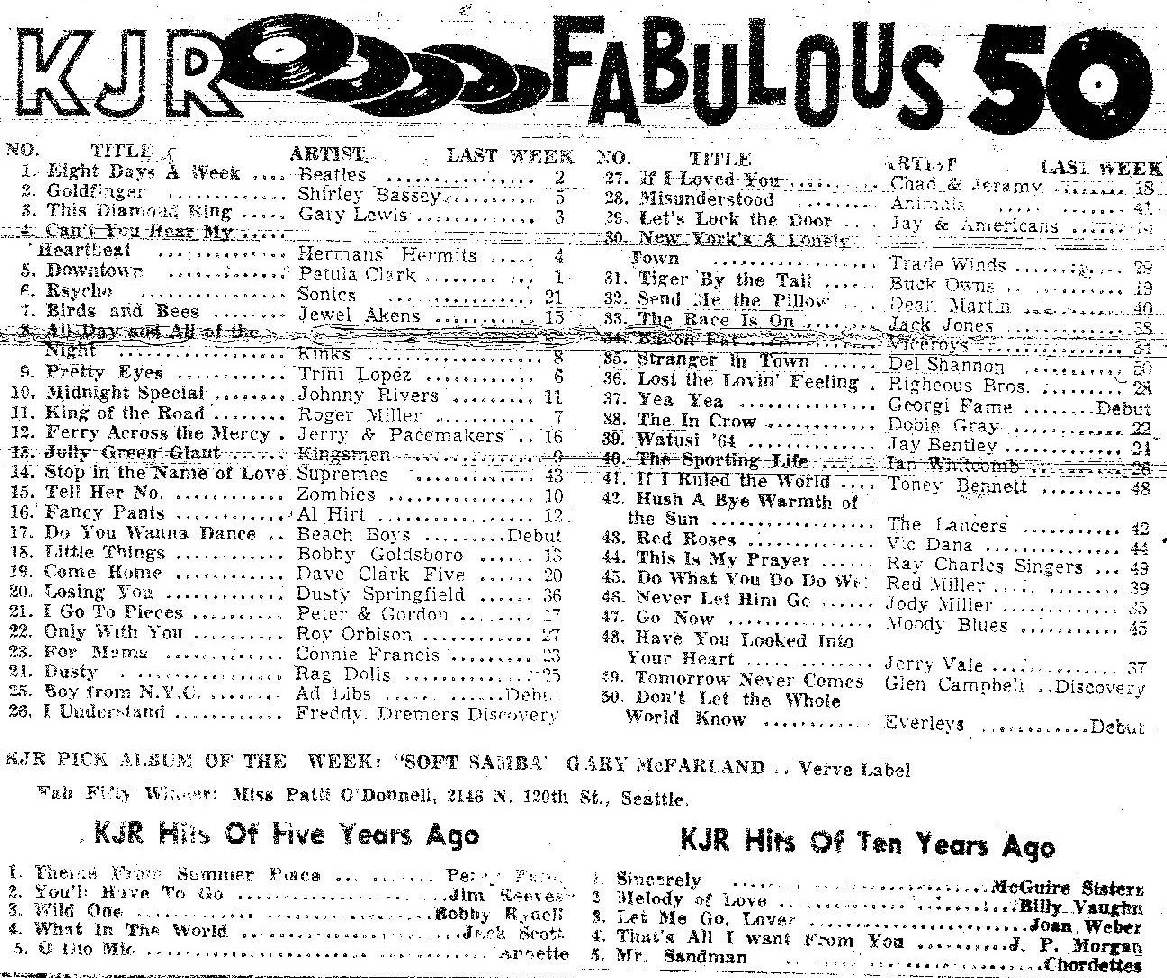 KJR FABULOUS 50
NO. TITLE ARTIST LAST WEEK
1. Eight Days A Week .... Beatles ................ 2
2. Goldfinger ............ Shirley Bassey .......... 5
3. This Diamond Ring ..... Gary Lewis ............. 3
4. Can't You Hear My .....
Heartbeat ............ Hermans' Hermits ..... 4
5. Downtown ............ Petula Clark ........... 1
6. Psycho ............... Sonics ............ 21
7. Birds and Bees ........ Jewel Akens ........... 15
8. All Day and All of the
Night ................ Kinks ................ 8
9. Pretty Eyes ............ Trini Lopez ............ 6
10. Midnight Special ........ Johnny Rivers ......... 11
11. King of the Road ........ Roger Miller ........... 7
12. Ferry Across the Mercy . Jerry & Pacemakers .. 16
13. Jolly Green Giant ...... Kingsmen ............. 9
14. Stop in the Name of Love Supremes ........... 43
15. Tell Her No. ............ Zombies .............. 10
16. Fancy Pants ............ Al Hirt ................ 12
17. Do You Wanna Dance .. Beach Boys .........Debut
18. Little Things ........... Bobby Goldsboro ..... 13
19. Come Home ........... Dave Clark Five ...... 20
20. Losing You ............ Dusty Springfield ..... 36
21. I Go To Pieces ......... Peter & Gordon .......
22. Only With You ......... Roy Orbison .......... 27
23. For Mama ............ Connie Francis ......... 23
24. Dusty ............... Rag Dolls ............ 25
25. Boy from N.Y.C. ........ Ad Libs ............Debut
26. I Understand ........... Freddy. Dremers Discovery
NO. TITLE ARTIST LAST WEEK
27. If I Loved You .......... Chad & Jeramy ........ 18
28. Misunderstood ........ Animals ........ 41
29. Let's Lock the Door Jay & Americans .....
30. New York's A Lonely
Town ................ Trade Winds .......... 29
31. Tiger By the Tail ...... Buck Owns ........... 19
32. Send Me the Pillow Dean Martin .......... 40
33. The Race Is On ........ Jack Jones ............ 38
34. Bacon Fat ............ Viceroys ............ 34
35. Stranger In Town ...... Del Shannon .......... 50
36. Lost the Lovin' Feeling . Righeous Bros. ....... 28
37. Yea Yea .............. Georgi Fame ........Debut
38. The In Crow ........... Dobie Gray ........... 22
39. Watusi '64 ............. Jay Bentley ........... 24
40. The Sporting Life ...... Ian Whitcomb ......... 26
41. If I Ruled the World .... Toney Bennett ......... 48
42. Hush A Bye Warmth of
the Sun ................ The Lancers .......... 42
43. Red Roses ............. Vic Dana ............. 44
44. This Is My Prayer ...... Ray Charles Singers ... 49
45. Do What You Do Do Well Red Miller ............ 39
46. Never Let Him Go ...... Jody Miller ........... 35
47. Go Now ............... Moody Blues .......... 45
48. Have You Looked Into
Your Heart ............ Jerry Vale ............ 37
49. Tomorrow Never Comes Glen Campbell ..Discovery
50. Don't Let the Whole
World Know ............ Everleys ............Debut
KJR PICK ALBUM OF THE WEEK: "SOFT SAMBA' GARY McFARLAND .. Verve Label
Fab Fifty Winner: Miss Patti O'Donnell, 2146 N. 120th St., Seattle.
KJR Hits Of Five Years Ago
1. Theme From Summer Place .......... Percy
2. You'll Have To Go ..................Jim Reeves
3. Wild One ............................Bobby Rydell
4. What In The World ..................Jack Scott
5. O Dio Mio ..........................Annette
KJR Hits Of Ten Years Ago
1. Sincerely ......................McGuire Sisters
2. Melody of Love .....................Billy Vaughn
3. Let Me Go, Lover ....................Joan Weber
4. That's All I want From You ..........J. P. Morgan
5. Mr. Sandman ......................Chordettes